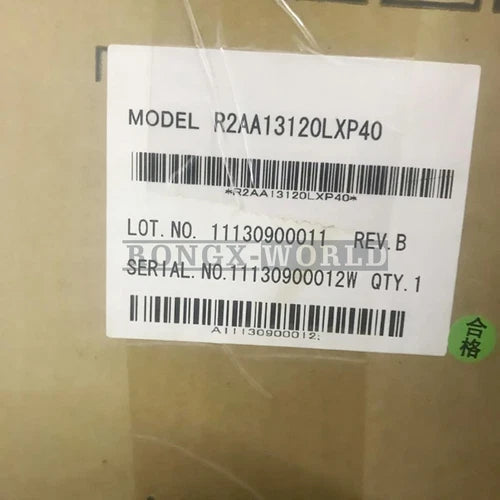 MODEL R2AA13120LXP40
*R2AA13120LXP40*
LOT.NO. 11130900011 REV.B
RONGX-WORLD
SERIAL.NO.11130900012W QTY.1
A11130900012:
合格